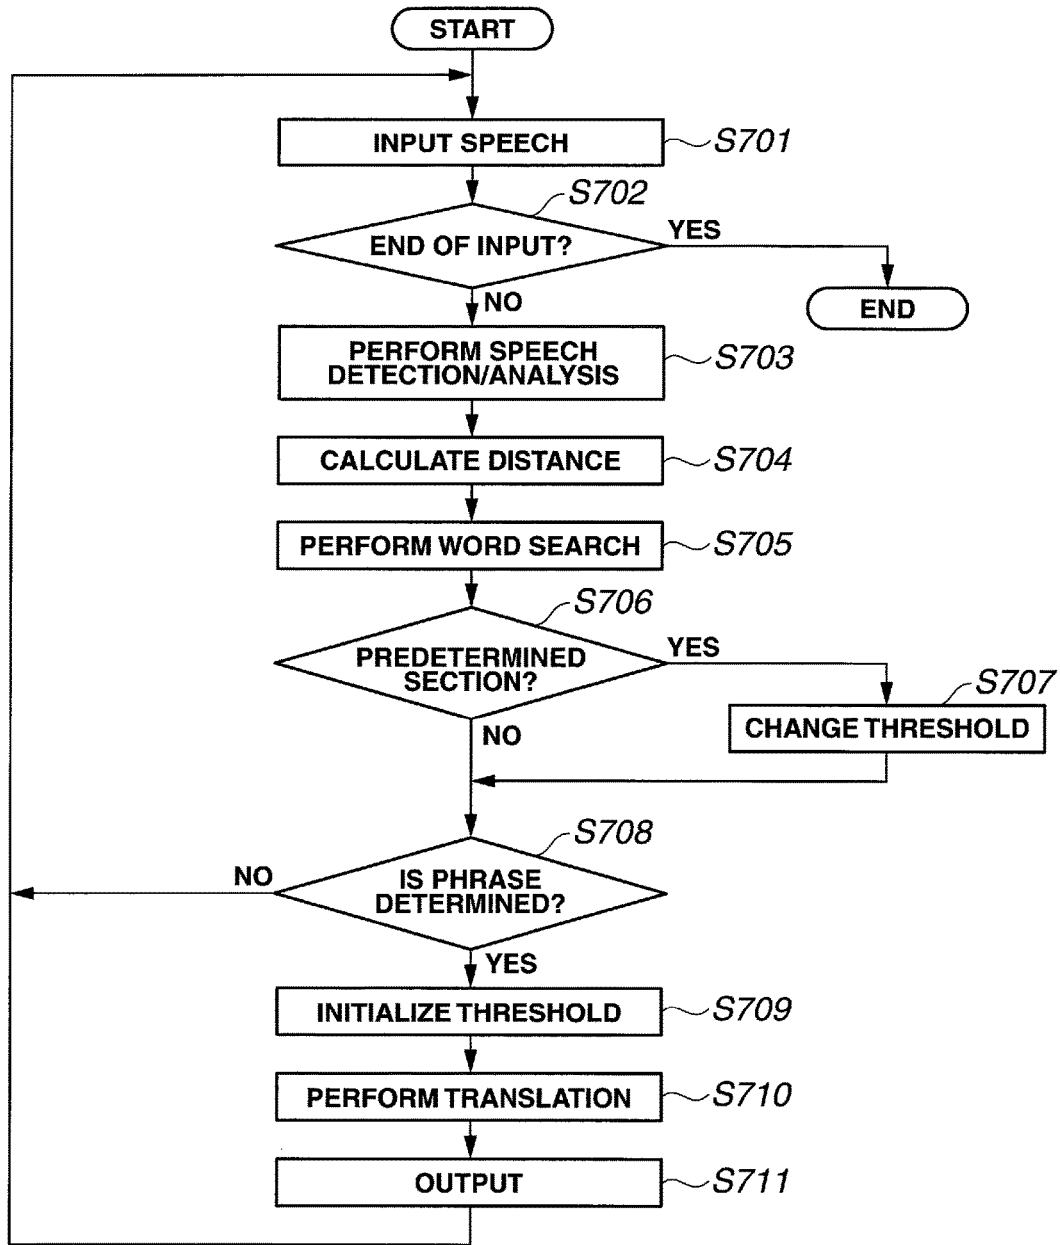 START
INPUT SPEECH
S701
S702
END OF INPUT?
YES
NO
END
PERFORM SPEECH
DETECTION/ANALYSIS
S703
CALCULATE DISTANCE
S704
PERFORM WORD SEARCH
S705
S706
PREDETERMINED
SECTION?
YES
S707
CHANGE THRESHOLD
NO
S708
NO
IS PHRASE
DETERMINED?
YES
INITIALIZE THRESHOLD
S709
PERFORM TRANSLATION
S710
OUTPUT
S711